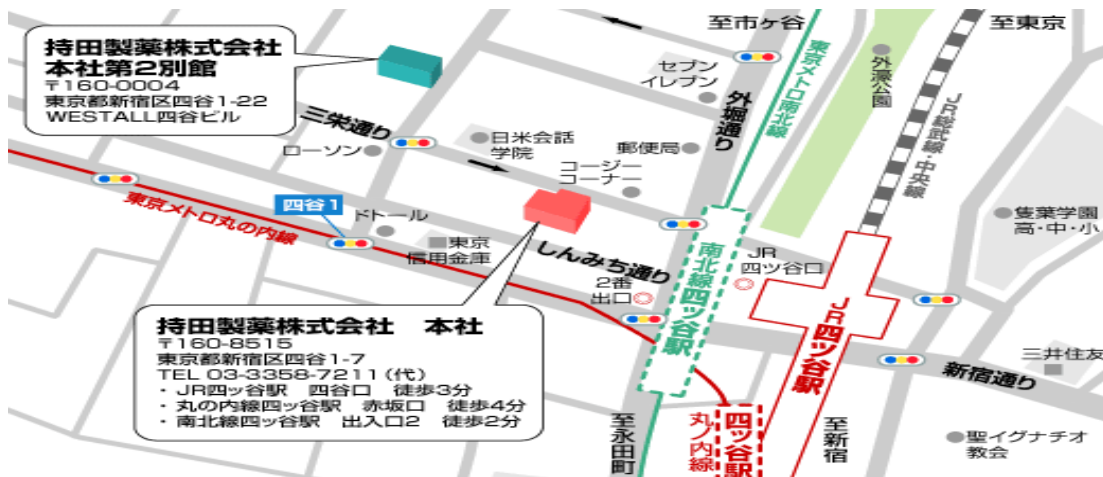 持田製薬株式会社
本社第2別館
〒160-0004
東京都新宿区四谷1-22
WESTALL四谷ビル
至市ヶ谷
至東京
東京メトロ南北線
外濠公園
セブン
イレブン
外堀通り
JR総武線・中央線
三栄通り
ローソン
日米会話
学院
郵便局
コージー
コーナー
東京メトロ丸の内線
四谷1
ドトール
東京
信用金庫
しんみち通り
2番
出口
南北線四ツ谷駅
JR
四ツ谷口
JR四ツ谷駅
隻葉学園
高・中・小
三井住友
新宿通り
持田製薬株式会社 本社
〒160-8515
東京都新宿区四谷1-7
TEL 03-3358-7211(代)
・JR四ッ谷駅 四谷口 徒歩3分
・丸の内線四ッ谷駅 赤坂口 徒歩4分
・南北線四ッ谷駅 出入口2 徒歩2分
至永田町
丸ノ内線
四ツ谷駅
至新宿
聖イグナチオ
教会